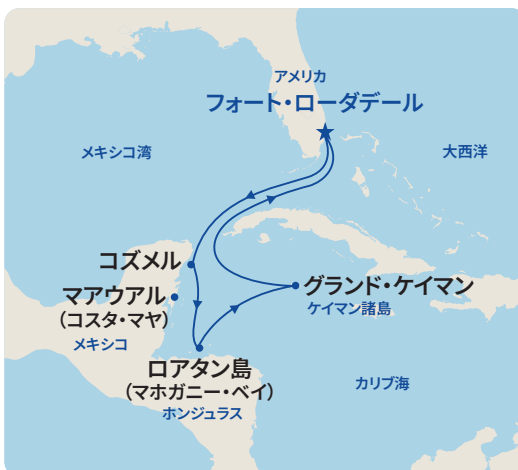 アメリカ
フォート・ローダデール
メキシコ湾
大西洋
コズメル
グランド・ケイマン
マアウアル
ケイマン諸島
（コスタ・マヤ）
メキシコ
ロアタン島
（マホガニー・ベイ）
カリブ海
ホンジュラス